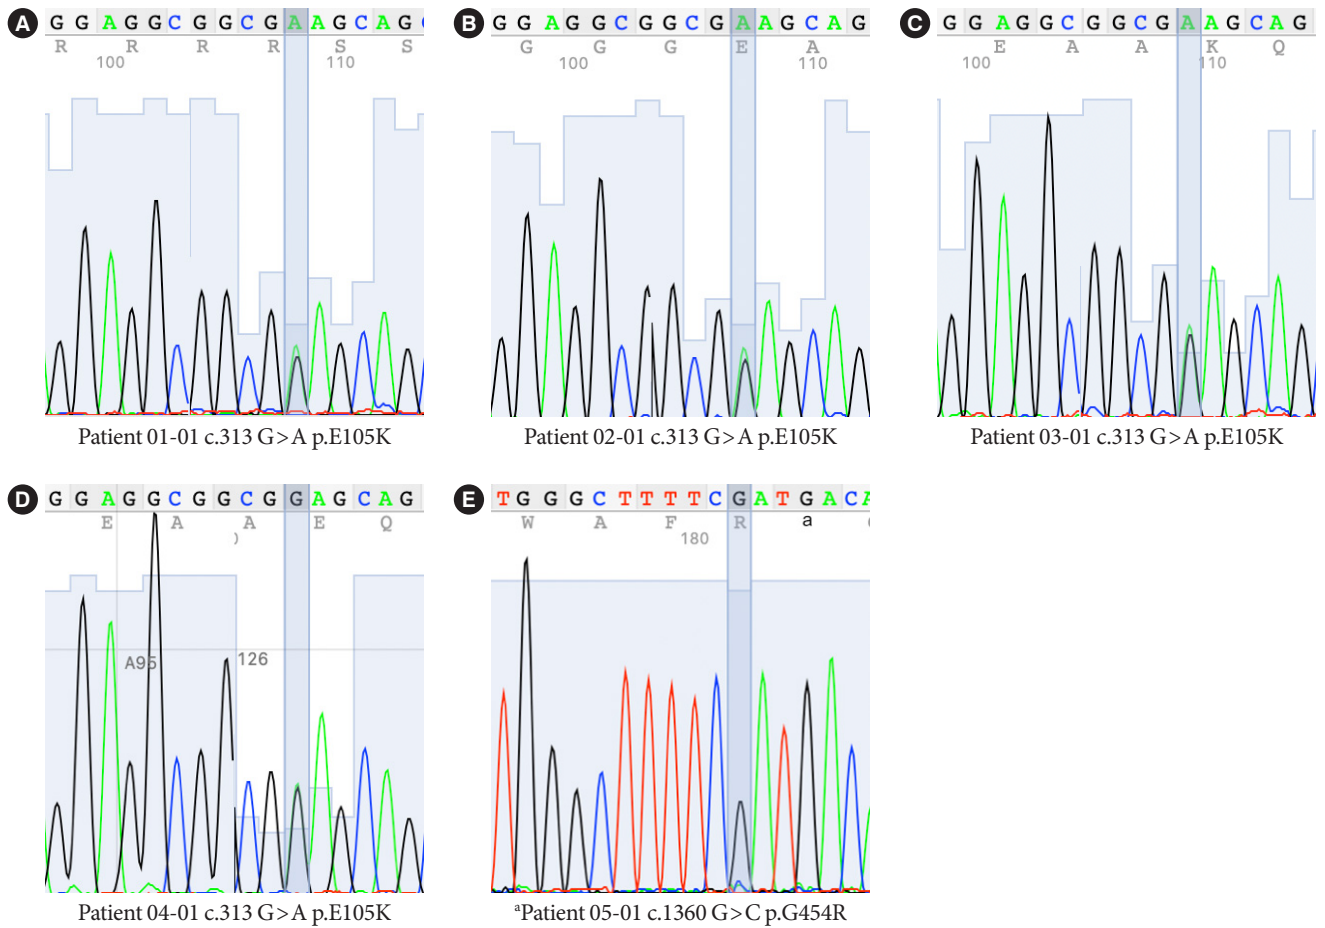 A
G G A G G C G G C G A A G C A G
R R R R S S
100 110
Patient 01-01 c.313 G>A p.E105K
B
G G A G G C G G C G A A G C A G
G G G E A
100 110
Patient 02-01 c.313 G>A p.E105K
C
G G A G G C G G C G A A G C A G
E A A K Q
100 110
Patient 03-01 c.313 G>A p.E105K
D
G G A G G C G G C G G A G C A G
E A A E Q
A95 126
Patient 04-01 c.313 G>A p.E105K
E
T G G G C T T T T C G A T G A C A
W A F R a
180
aPatient 05-01 c.1360 G>C p.G454R